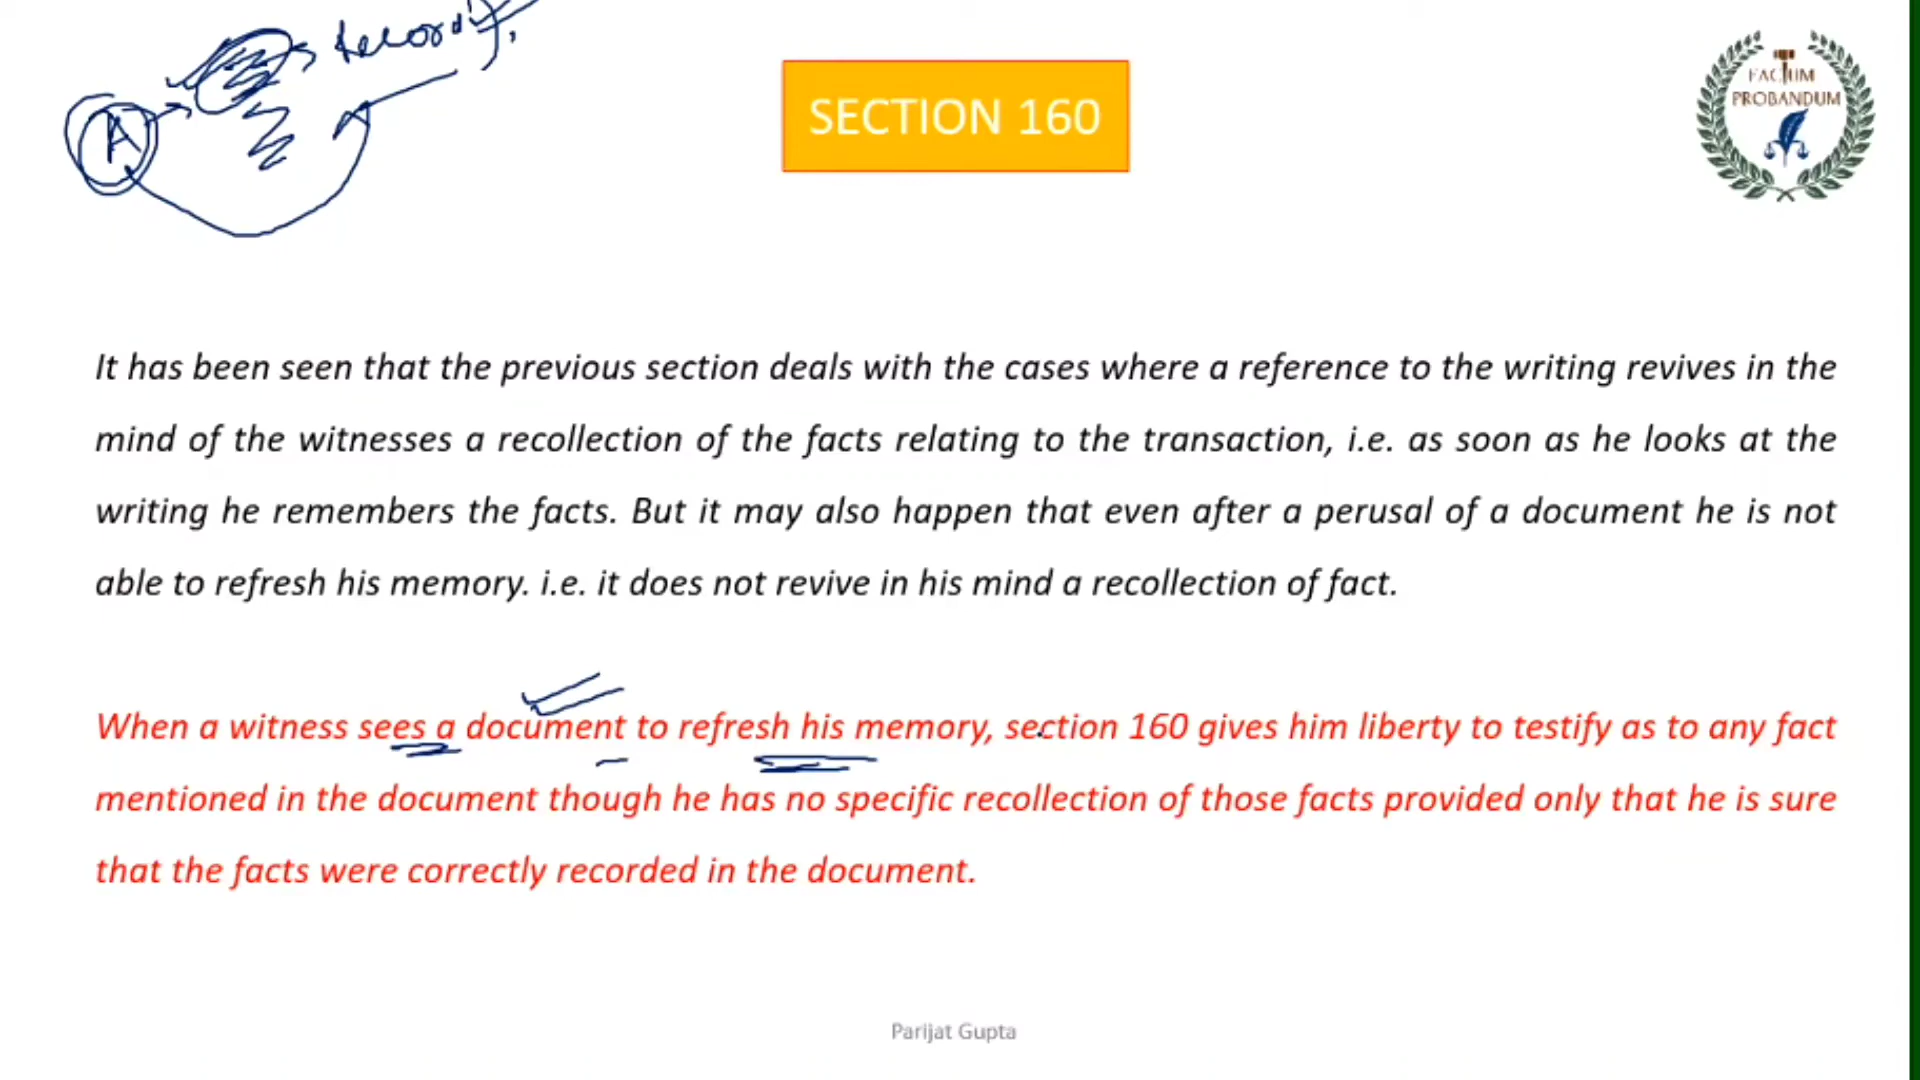 A
SECTION 160
FACTUM
PROBANDUM
It has been seen that the previous section deals with the cases where a reference to the writing revives in the
mind of the witnesses a recollection of the facts relating to the transaction, i.e. as soon as he looks at the
writing he remembers the facts. But it may also happen that even after a perusal of a document he is not
able to refresh his memory. i.e. it does not revive in his mind a recollection of fact.
When a witness sees a document to refresh his memory, section 160 gives him liberty to testify as to any fact
mentioned in the document though he has no specific recollection of those facts provided only that he is sure
that the facts were correctly recorded in the document.
Parijat Gupta